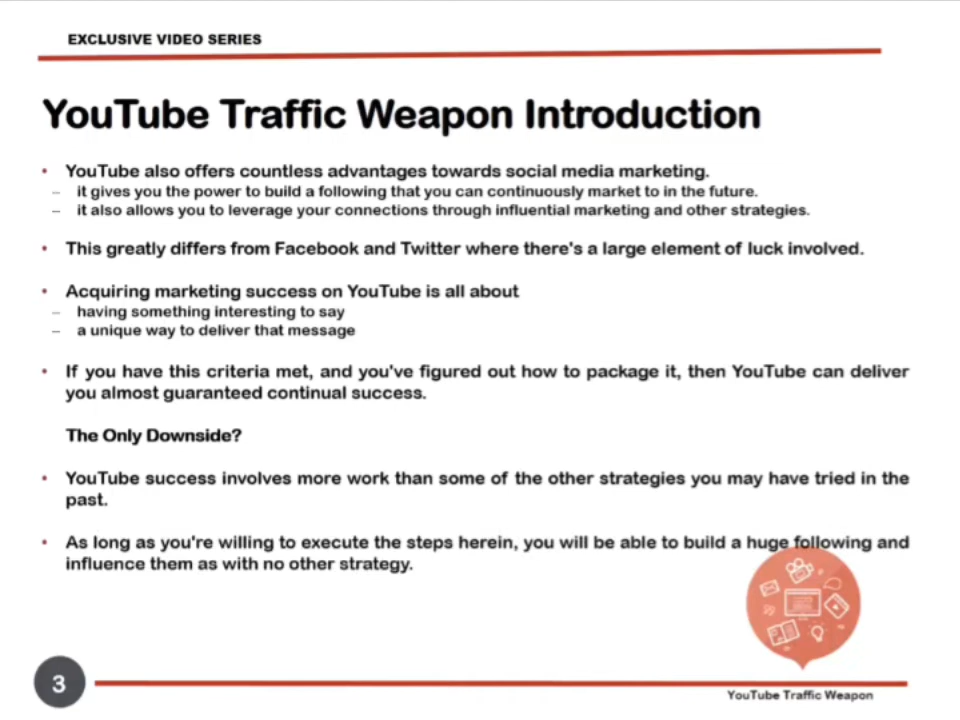 EXCLUSIVE VIDEO SERIES
YouTube Traffic Weapon Introduction
• YouTube also offers countless advantages towards social media marketing.
– it gives you the power to build a following that you can continuously market to in the future.
– it also allows you to leverage your connections through influential marketing and other strategies.
• This greatly differs from Facebook and Twitter where there's a large element of luck involved.
• Acquiring marketing success on YouTube is all about
– having something interesting to say
– a unique way to deliver that message
• If you have this criteria met, and you've figured out how to package it, then YouTube can deliver
you almost guaranteed continual success.
The Only Downside?
• YouTube success involves more work than some of the other strategies you may have tried in the
past.
• As long as you're willing to execute the steps herein, you will be able to build a huge following and
influence them as with no other strategy.
3
YouTube Traffic Weapon